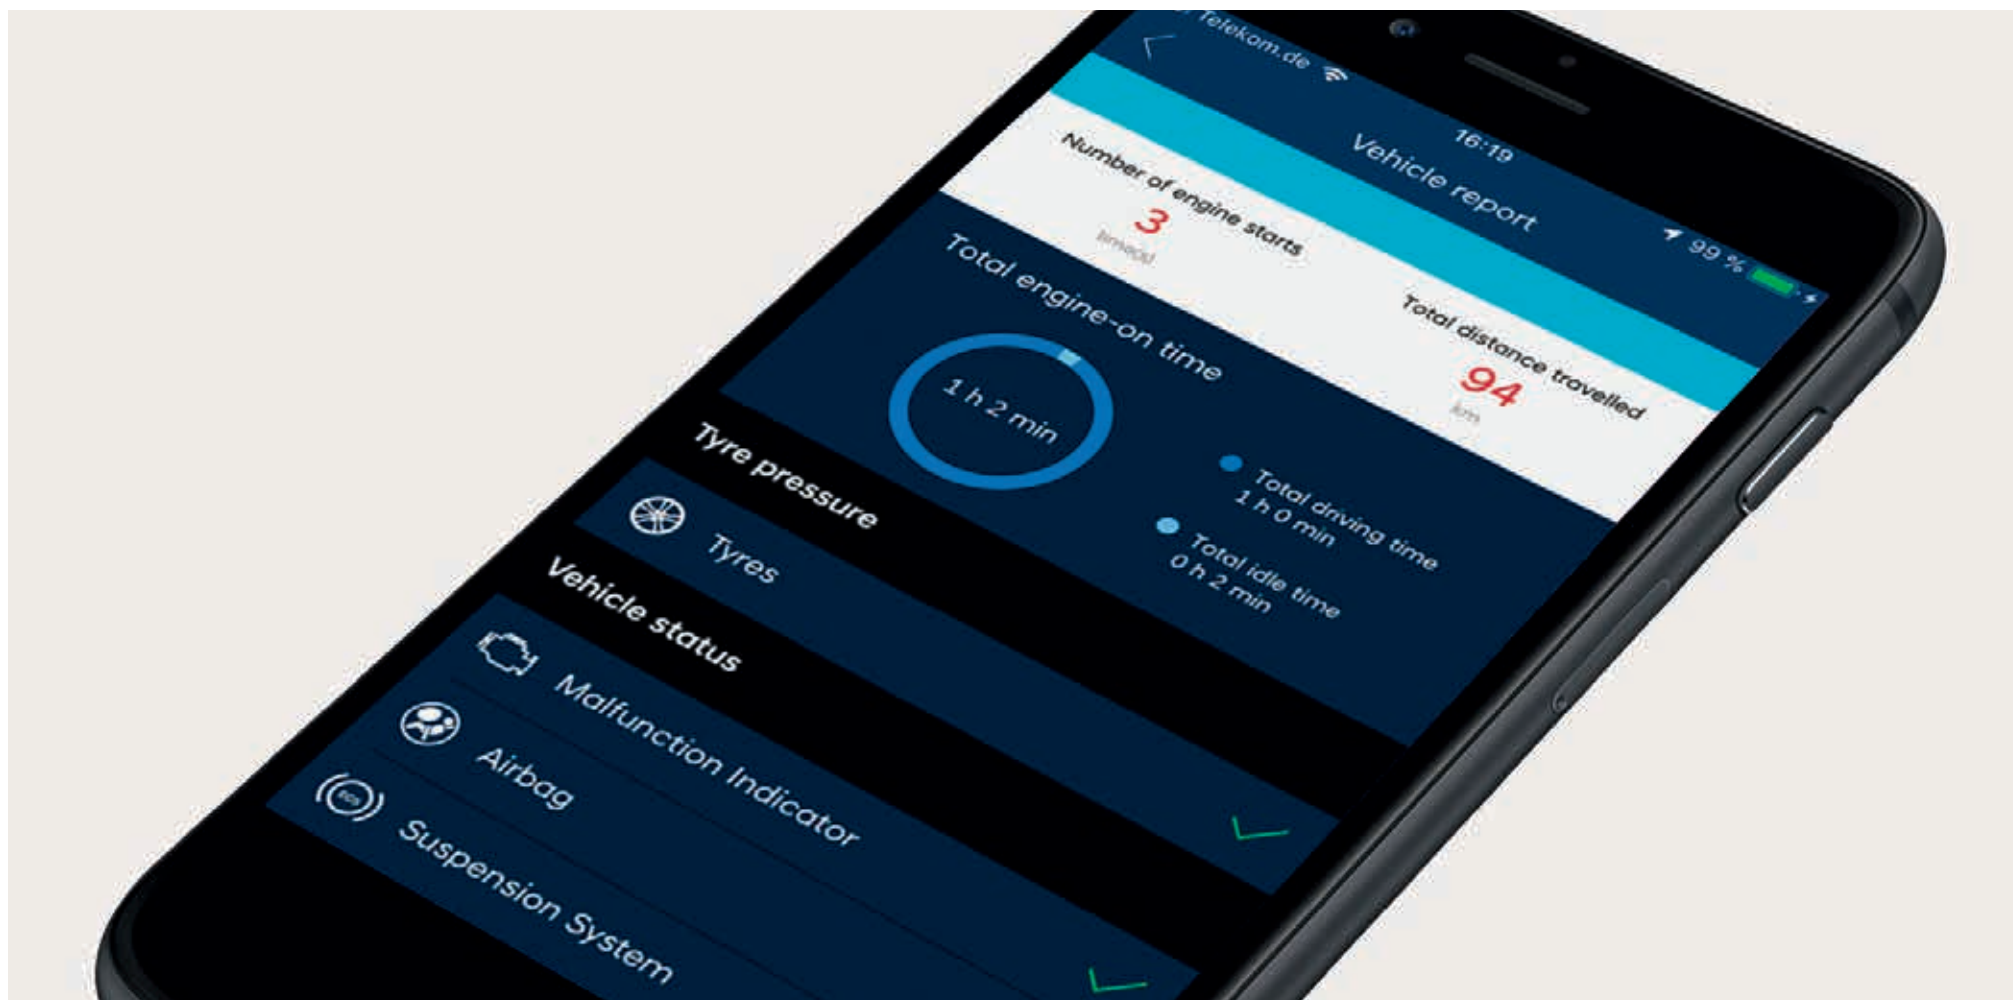 Telekom.de
16:19
99 %
Vehicle report
Number of engine starts
3
Total distance travelled
94
km
Total engine-on time
1 h 2 min
Total driving time
1 h 0 min
Total idle time
0 h 2 min
Tyre pressure
Tyres
Vehicle status
Malfunction Indicator
Airbag
Suspension System